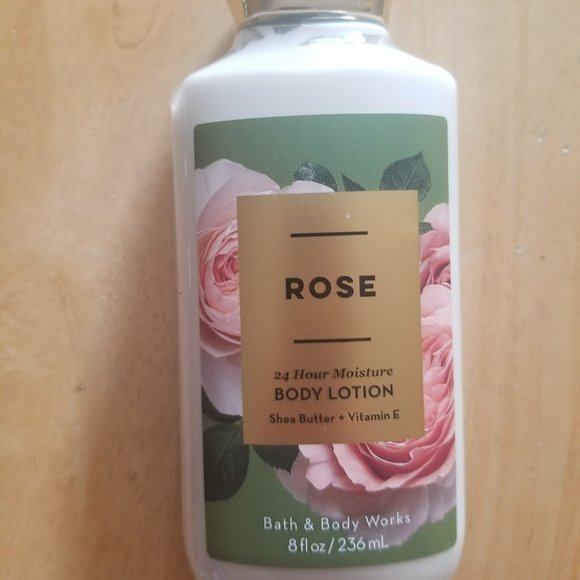 ROSE
24 Hour Moisture
BODY LOTION
Shea Butter + Vitamin E
Bath & Body Works
8 fl oz / 236 mL